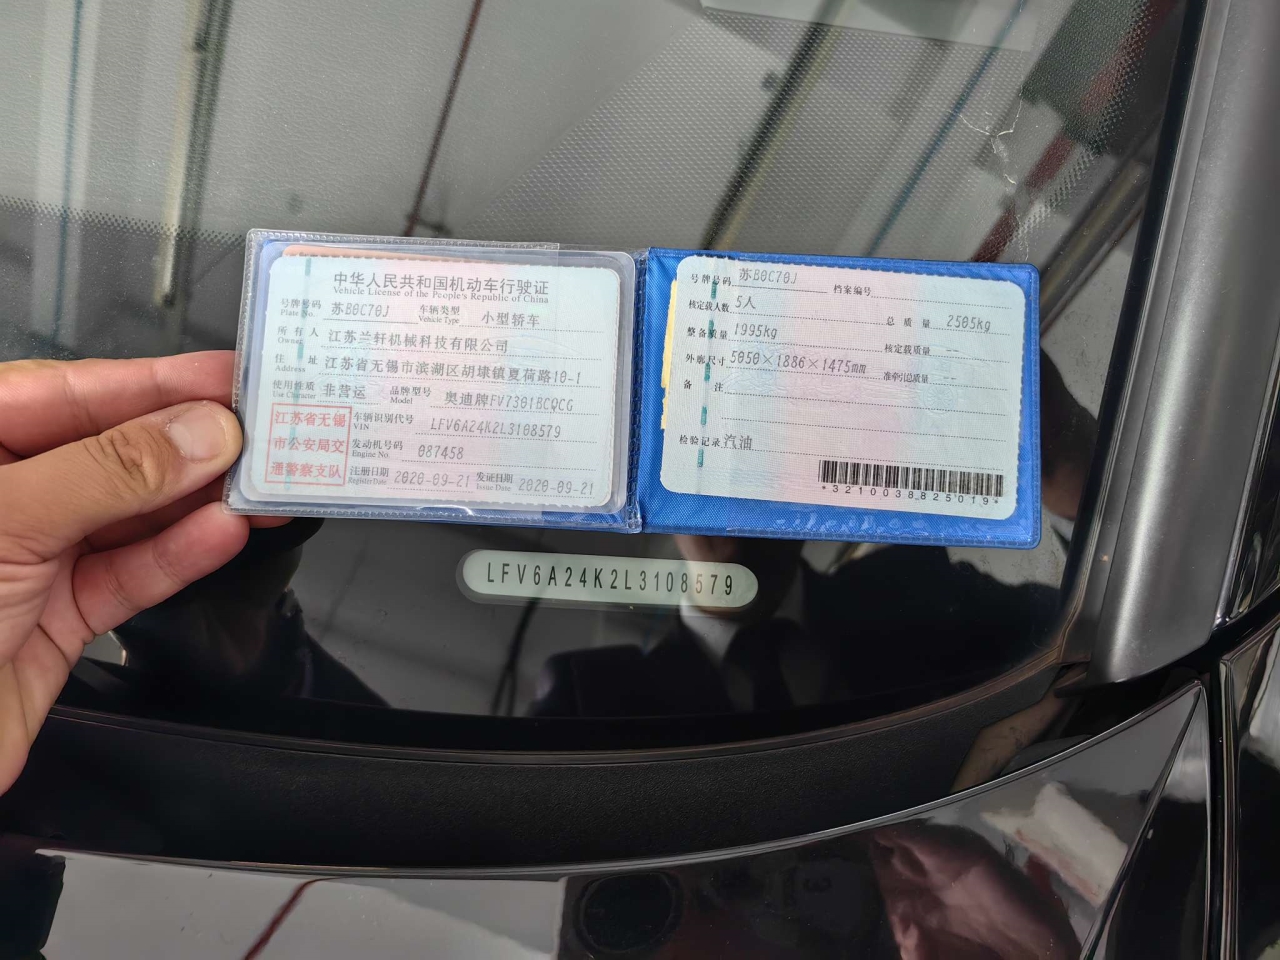 中华人民共和国机动车行驶证
Vehicle License of the People's Republic of China
号牌号码 苏B0C70J 车辆类型 小型轿车
Plate No. Vehicle Type
所有人 江苏兰轩机械科技有限公司
Owner
住址 江苏省无锡市滨湖区胡埭镇夏荷路10-1
Address
使用性质 非营运 品牌型号 奥迪牌FV7301BCQCG
Use Character Model
江苏省无锡
市公安局交
通警察支队
车辆识别代号 LFV6A24K2L3108579
VIN
发动机号码 087458
Engine No.
注册日期 2020-09-21 发证日期 2020-09-21
Register Date Issue Date
号牌号码 苏B0C70J 档案编号
核定载人数 5人 总质量 2505kg
整备质量 1995kg 核定载质量 --
外廓尺寸 5050×1886×1475mm 准牵引总质量 --
备注
检验记录 汽油
*3210038825019*
LFV6A24K2L3108579